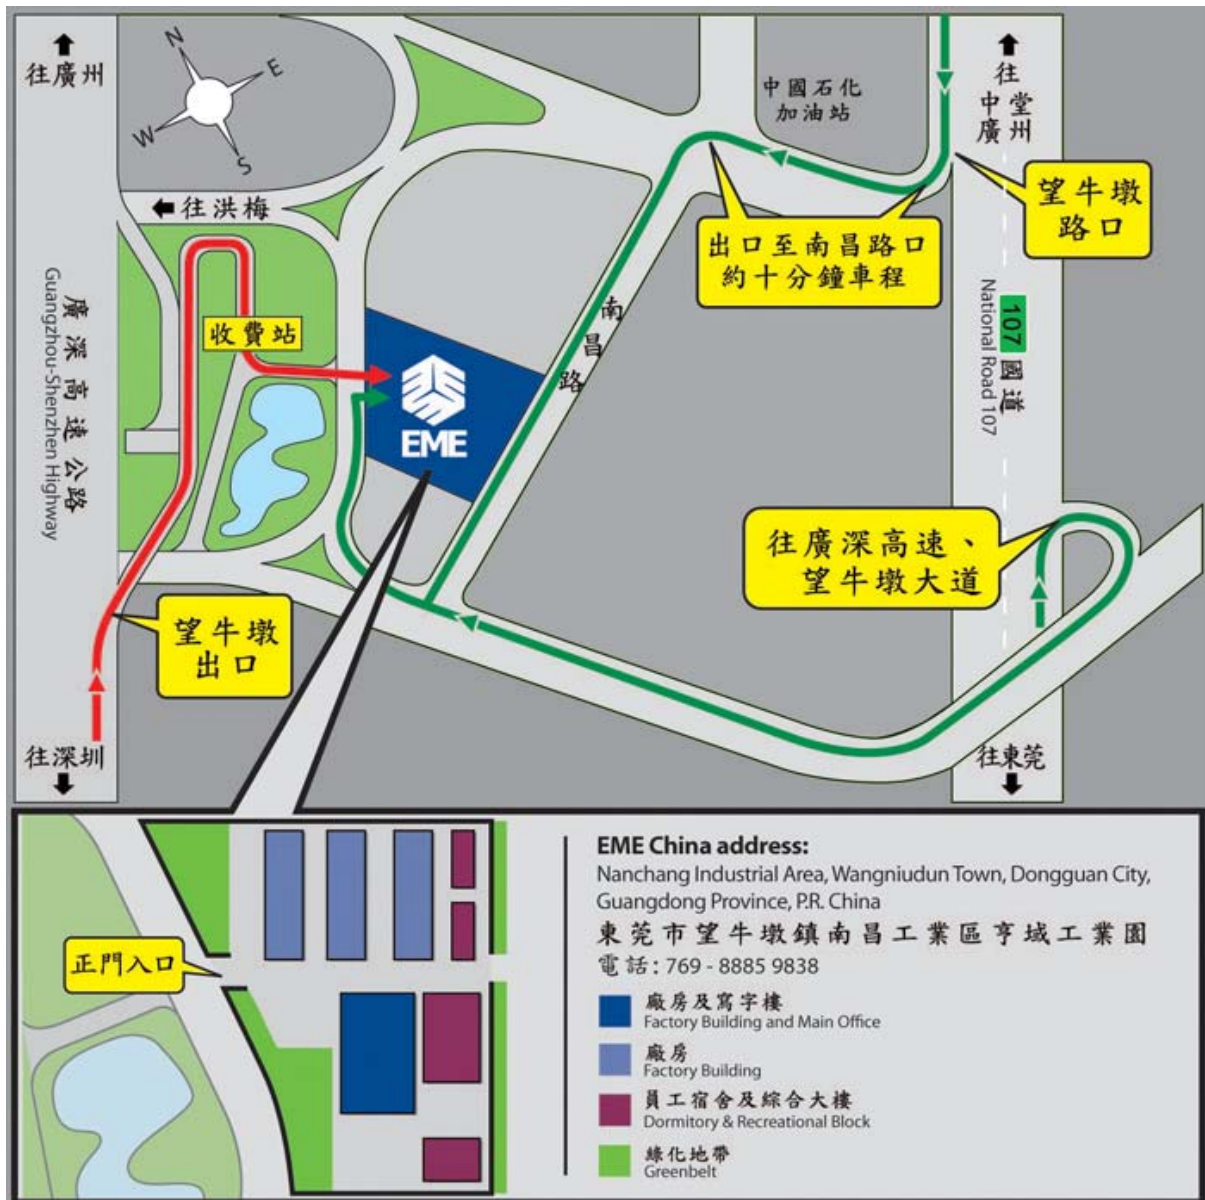 往廣州
N
E
W
S
中國石化
加油站
往
中堂
廣州
往洪梅
望牛墩
路口
出口至南昌路口
約十分鐘車程
廣深高速公路
Guangzhou-Shenzhen Highway
收費站
南昌路
107 國道
National Road 107
EME
往廣深高速、
望牛墩大道
望牛墩
出口
往深圳
往東莞
正門入口
EME China address:
Nanchang Industrial Area, Wangniudun Town, Dongguan City,
Guangdong Province, P.R. China
東莞市望牛墩鎮南昌工業區亨域工業園
電話: 769 - 8885 9838
廠房及寫字樓
Factory Building and Main Office
廠房
Factory Building
員工宿舍及綜合大樓
Dormitory & Recreational Block
綠化地帶
Greenbelt